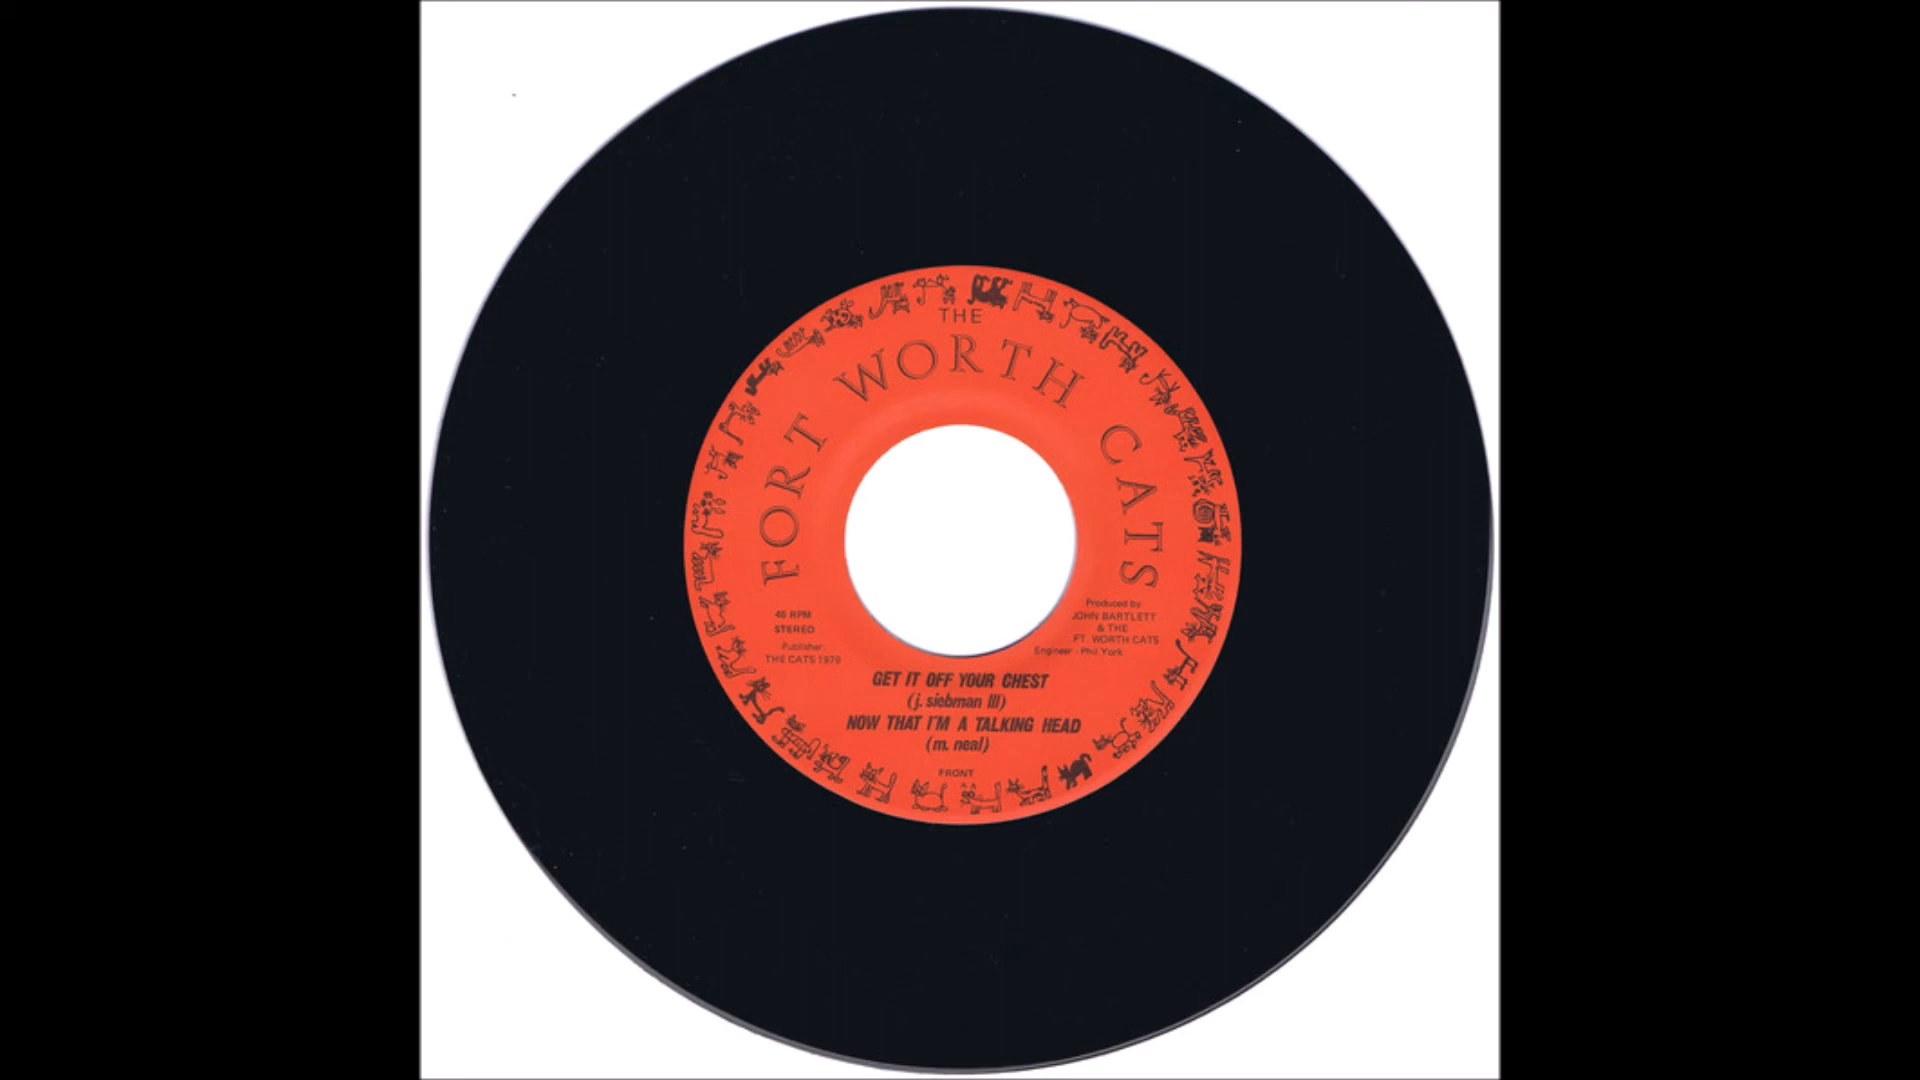 THE
FORT WORTH CATS
45 RPM
STEREO
Publisher:
THE CATS 1979
Produced by
JOHN BARTLETT
& THE
FT. WORTH CATS
Engineer - Phil York
GET IT OFF YOUR CHEST
(j. siebman III)
NOW THAT I'M A TALKING HEAD
(m. neal)
FRONT